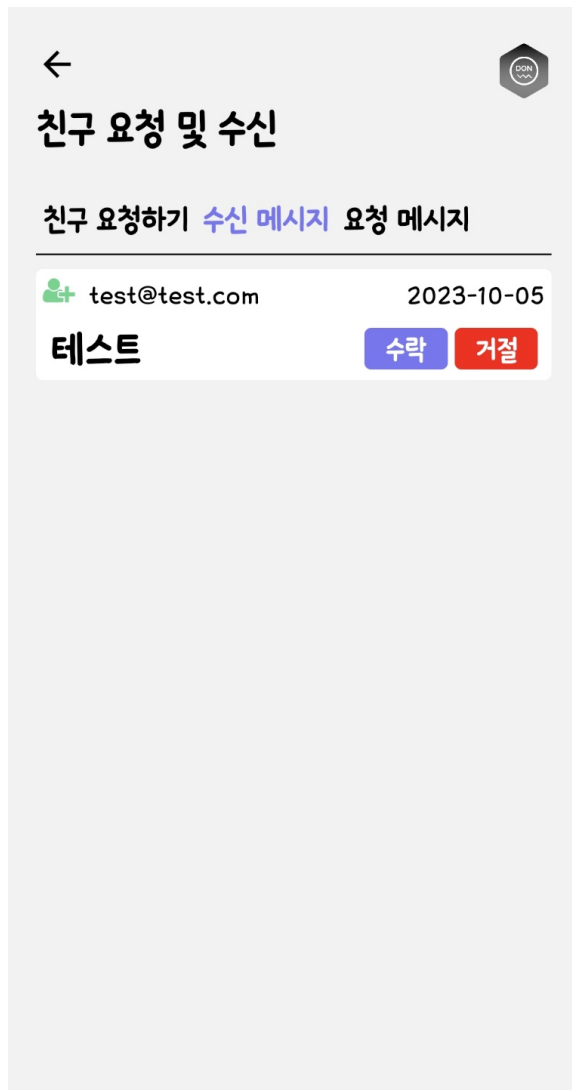 DON
친구 요청 및 수신
친구 요청하기 수신 메시지 요청 메시지
test@test.com 2023-10-05
테스트 수락 거절